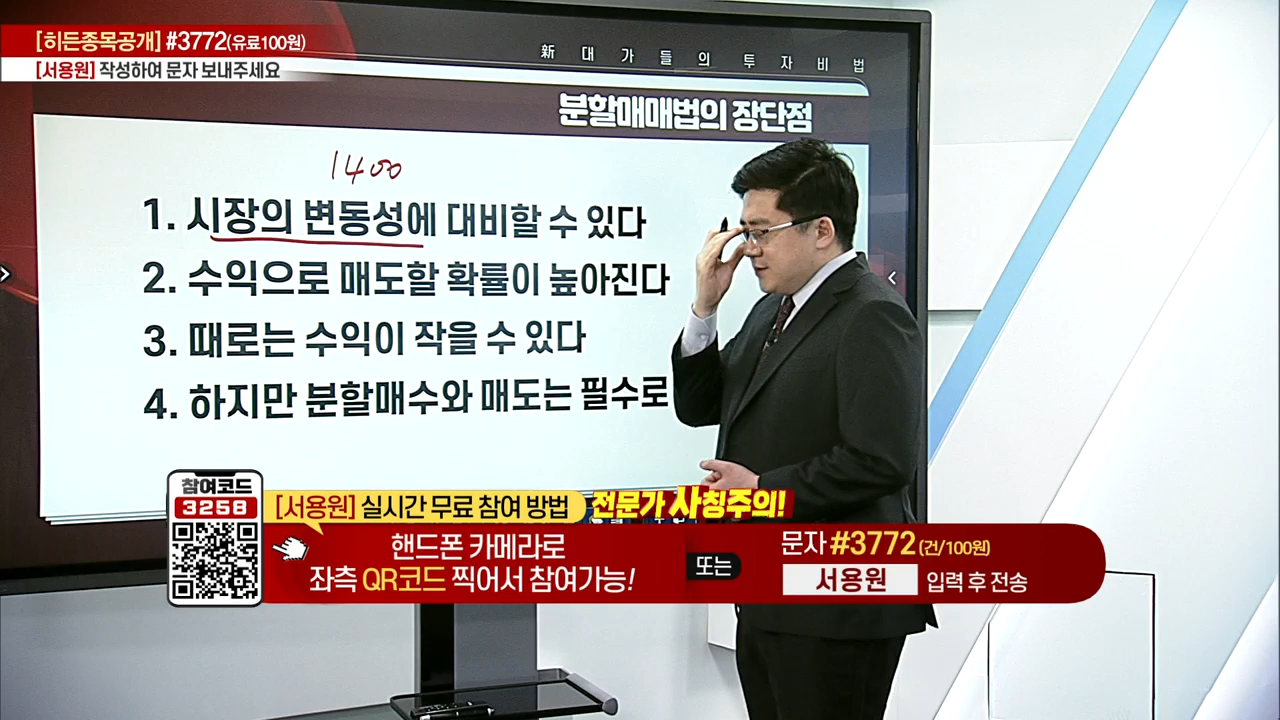 [히든종목공개] #3772(유료100원)
[서용원] 작성하여 문자 보내주세요
新대가들의 투자비법
분할매매법의 장단점
1400
1. 시장의 변동성에 대비할 수 있다
2. 수익으로 매도할 확률이 높아진다
3. 때로는 수익이 작을 수 있다
4. 하지만 분할매수와 매도는 필수로
참여코드
3258
[서용원] 실시간 무료 참여 방법
전문가 사칭주의!
핸드폰 카메라로
좌측 QR코드 찍어서 참여가능!
또는
문자 #3772 (건/100원)
서용원 입력 후 전송